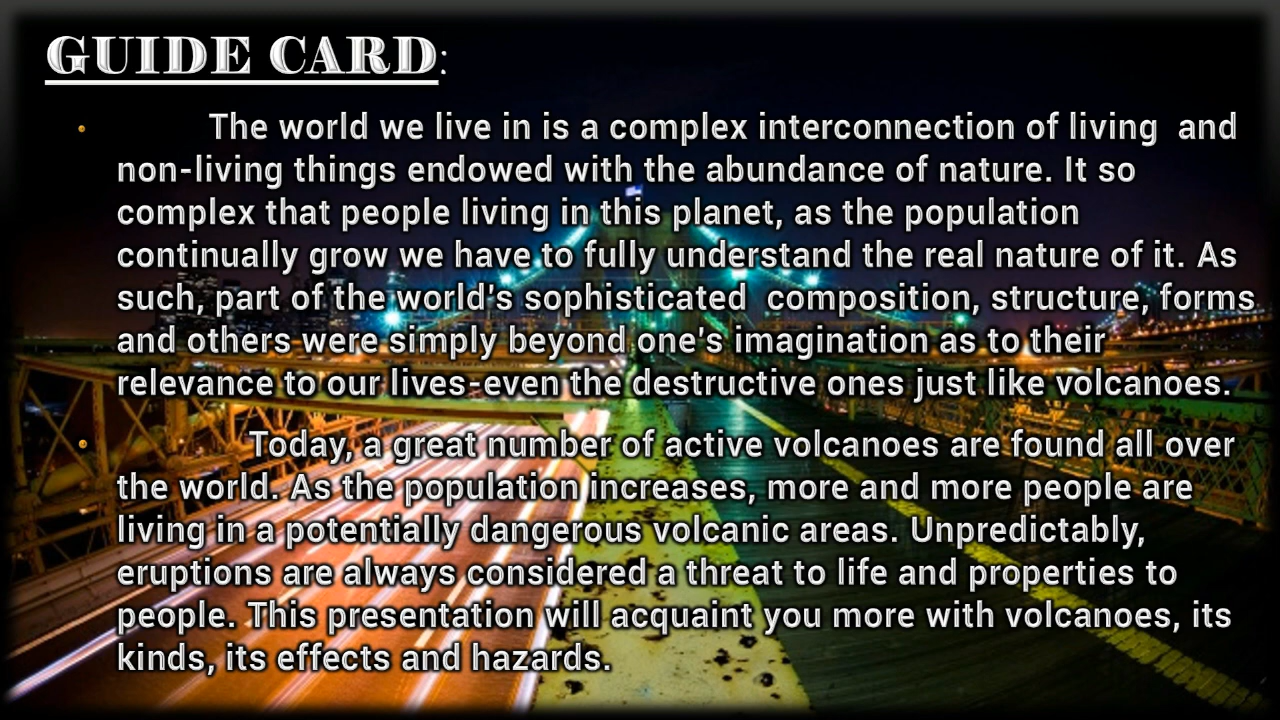 GUIDE CARD:
• The world we live in is a complex interconnection of living and
non-living things endowed with the abundance of nature. It so
complex that people living in this planet, as the population
continually grow we have to fully understand the real nature of it. As
such, part of the world's sophisticated composition, structure, forms
and others were simply beyond one's imagination as to their
relevance to our lives-even the destructive ones just like volcanoes.
• Today, a great number of active volcanoes are found all over
the world. As the population increases, more and more people are
living in a potentially dangerous volcanic areas. Unpredictably,
eruptions are always considered a threat to life and properties to
people. This presentation will acquaint you more with volcanoes, its
kinds, its effects and hazards.